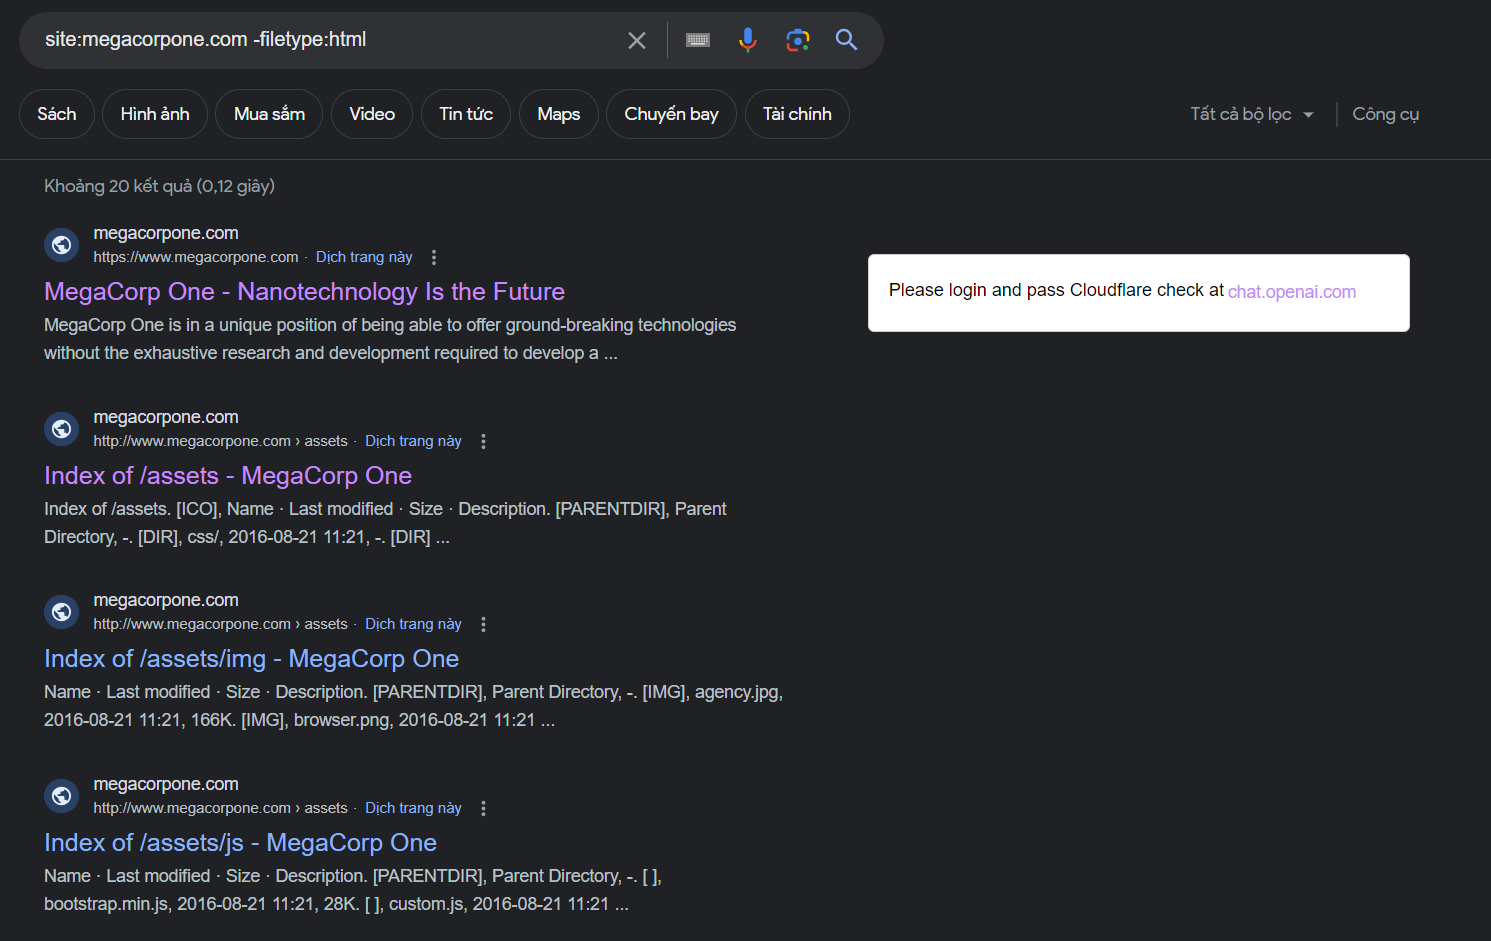 site:megacorpone.com -filetype:html
Sách Hình ảnh Mua sắm Video Tin tức Maps Chuyến bay Tài chính Tất cả bộ lọc Công cụ
Khoảng 20 kết quả (0,12 giây)
megacorpone.com
https://www.megacorpone.com · Dịch trang này
MegaCorp One - Nanotechnology Is the Future
MegaCorp One is in a unique position of being able to offer ground-breaking technologies
without the exhaustive research and development required to develop a ...
Please login and pass Cloudflare check at chat.openai.com
megacorpone.com
http://www.megacorpone.com › assets · Dịch trang này
Index of /assets - MegaCorp One
Index of /assets. [ICO], Name · Last modified · Size · Description. [PARENTDIR], Parent
Directory, -. [DIR], css/, 2016-08-21 11:21, -. [DIR] ...
megacorpone.com
http://www.megacorpone.com › assets · Dịch trang này
Index of /assets/img - MegaCorp One
Name · Last modified · Size · Description. [PARENTDIR], Parent Directory, -. [IMG], agency.jpg,
2016-08-21 11:21, 166K. [IMG], browser.png, 2016-08-21 11:21 ...
megacorpone.com
http://www.megacorpone.com › assets · Dịch trang này
Index of /assets/js - MegaCorp One
Name · Last modified · Size · Description. [PARENTDIR], Parent Directory, -. [ ],
bootstrap.min.js, 2016-08-21 11:21, 28K. [ ], custom.js, 2016-08-21 11:21 ...